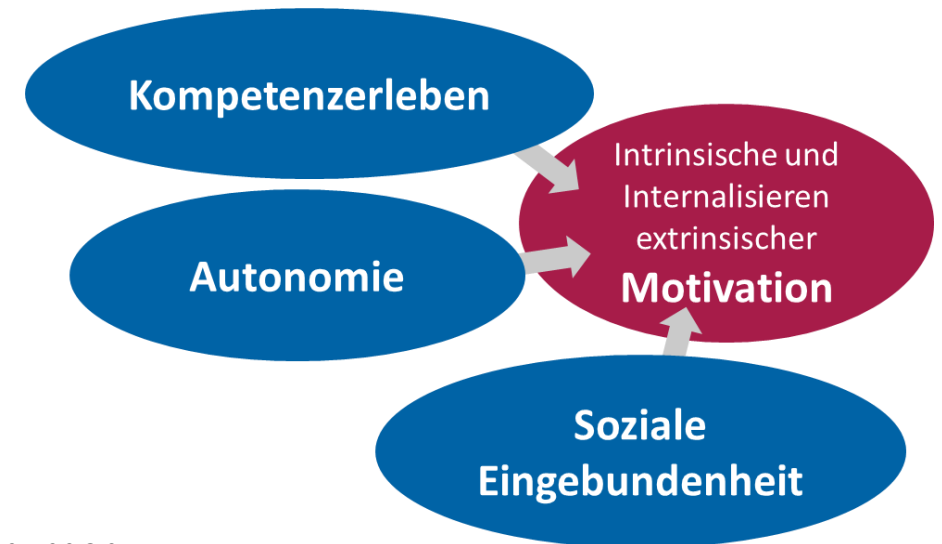 Kompetenzerleben
Intrinsische und
Internalisieren
extrinsischer
Motivation
Autonomie
Soziale
Eingebundenheit